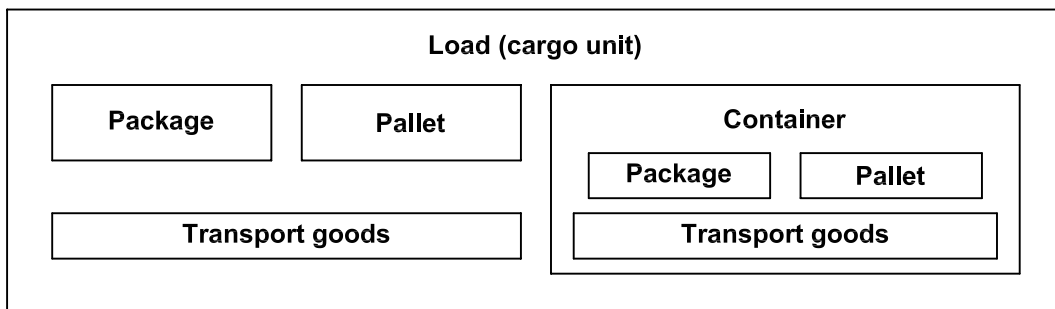 Load (cargo unit)
Package
Pallet
Container
Package
Pallet
Transport goods
Transport goods